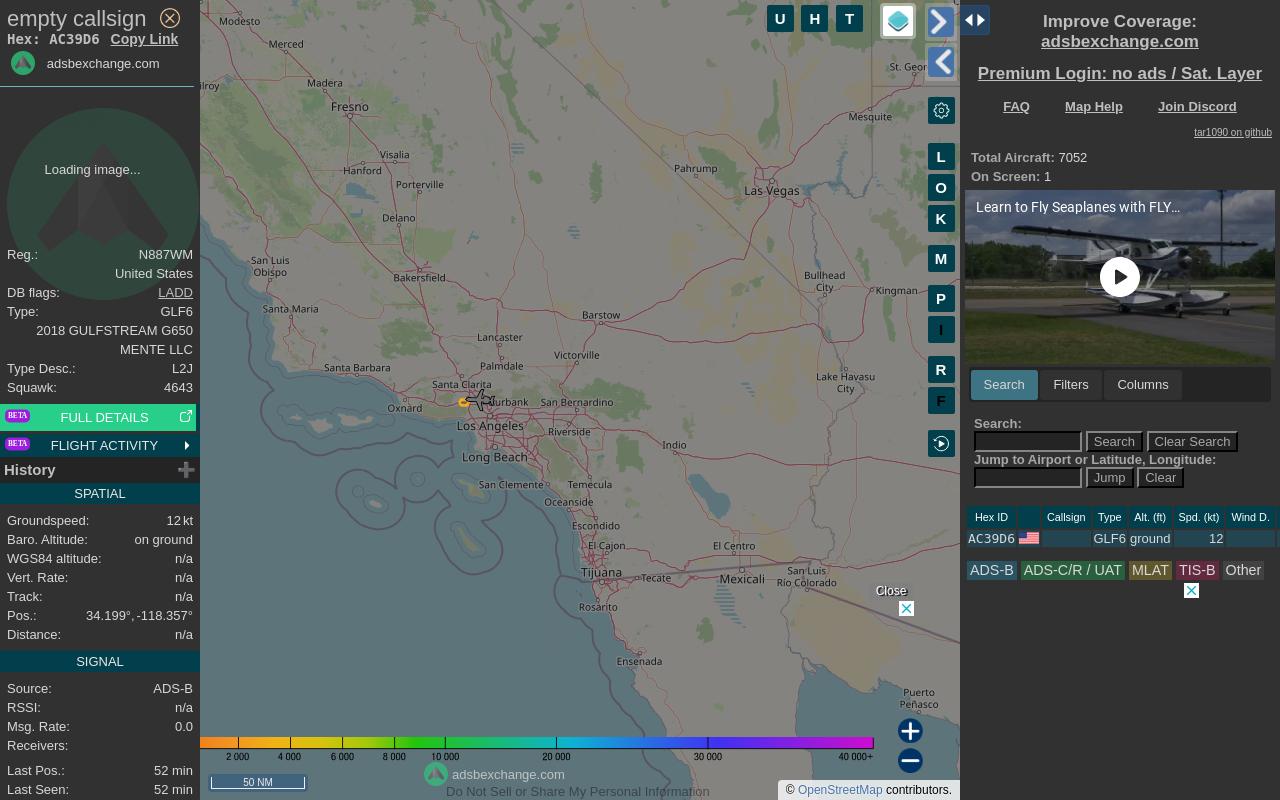 empty callsign
Hex: AC39D6 Copy Link
adsbexchange.com
Loading image...
Reg.: N887WM
United States
DB flags: LADD
Type: GLF6
2018 GULFSTREAM G650
MENTE LLC
Type Desc.: L2J
Squawk: 4643
BETA FULL DETAILS
BETA FLIGHT ACTIVITY
History
SPATIAL
Groundspeed: 12 kt
Baro. Altitude: on ground
WGS84 altitude: n/a
Vert. Rate: n/a
Track: n/a
Pos.: 34.199°, -118.357°
Distance: n/a
SIGNAL
Source: ADS-B
RSSI: n/a
Msg. Rate: 0.0
Receivers:
Last Pos.: 52 min
Last Seen: 52 min
U H T
L
O
K
M
P
I
R
F
Modesto
Merced
Madera
ilroy
Fresno
Visalia
Hanford
Porterville
Delano
San Luis
Obispo
Bakersfield
Santa Maria
St. Geor
Mesquite
Pahrump
Las Vegas
Bullhead
City
Kingman
Barstow
Lancaster
Victorville
Palmdale
Santa Barbara
Santa Clarita
Lake Havasu
City
Oxnard
Burbank
San Bernardino
Los Angeles
Riverside
Long Beach
Indio
San Clemente
Temecula
Oceanside
Escondido
El Cajon
El Centro
Tijuana
Tecate
Mexicali
San Luis
Río Colorado
Rosarito
Ensenada
Puerto
Peñasco
Close
2 000 4 000 6 000 8 000 10 000 20 000 30 000 40 000+
50 NM
adsbexchange.com
Do Not Sell or Share My Personal Information
© OpenStreetMap contributors.
Improve Coverage:
adsbexchange.com
Premium Login: no ads / Sat. Layer
FAQ Map Help Join Discord
tar1090 on github
Total Aircraft: 7052
On Screen: 1
Learn to Fly Seaplanes with FLY...
Search Filters Columns
Search:
Search Clear Search
Jump to Airport or Latitude, Longitude:
Jump Clear
Hex ID Callsign Type Alt. (ft) Spd. (kt) Wind D.
AC39D6 GLF6 ground 12
ADS-B ADS-C/R / UAT MLAT TIS-B Other